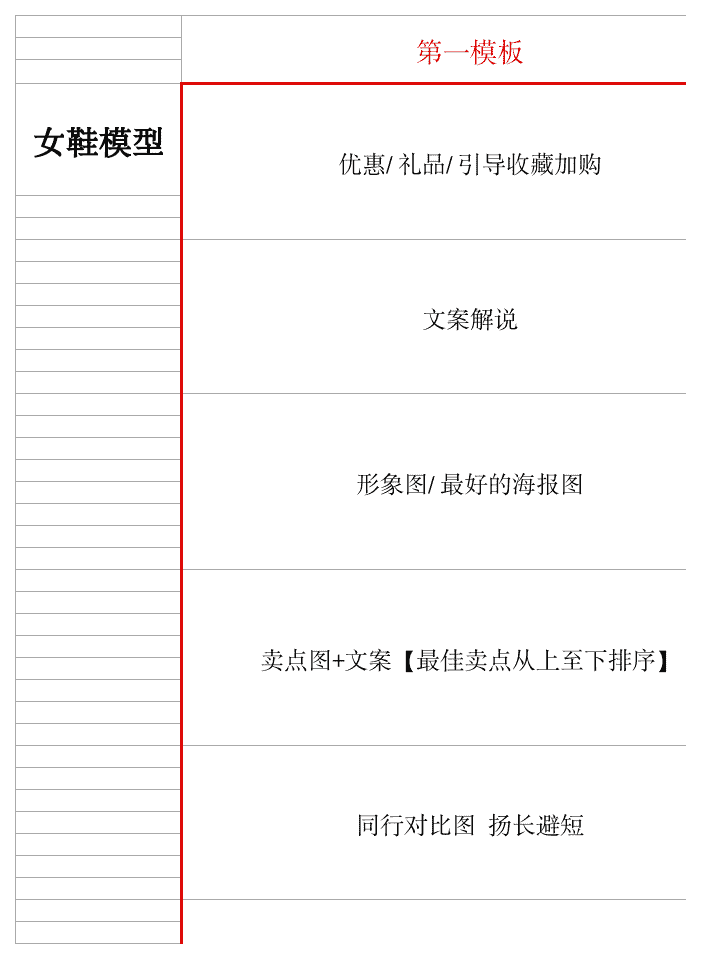 第一模板
女鞋模型
优惠/ 礼品/ 引导收藏加购
文案解说
形象图/ 最好的海报图
卖点图+文案【最佳卖点从上至下排序】
同行对比图 扬长避短